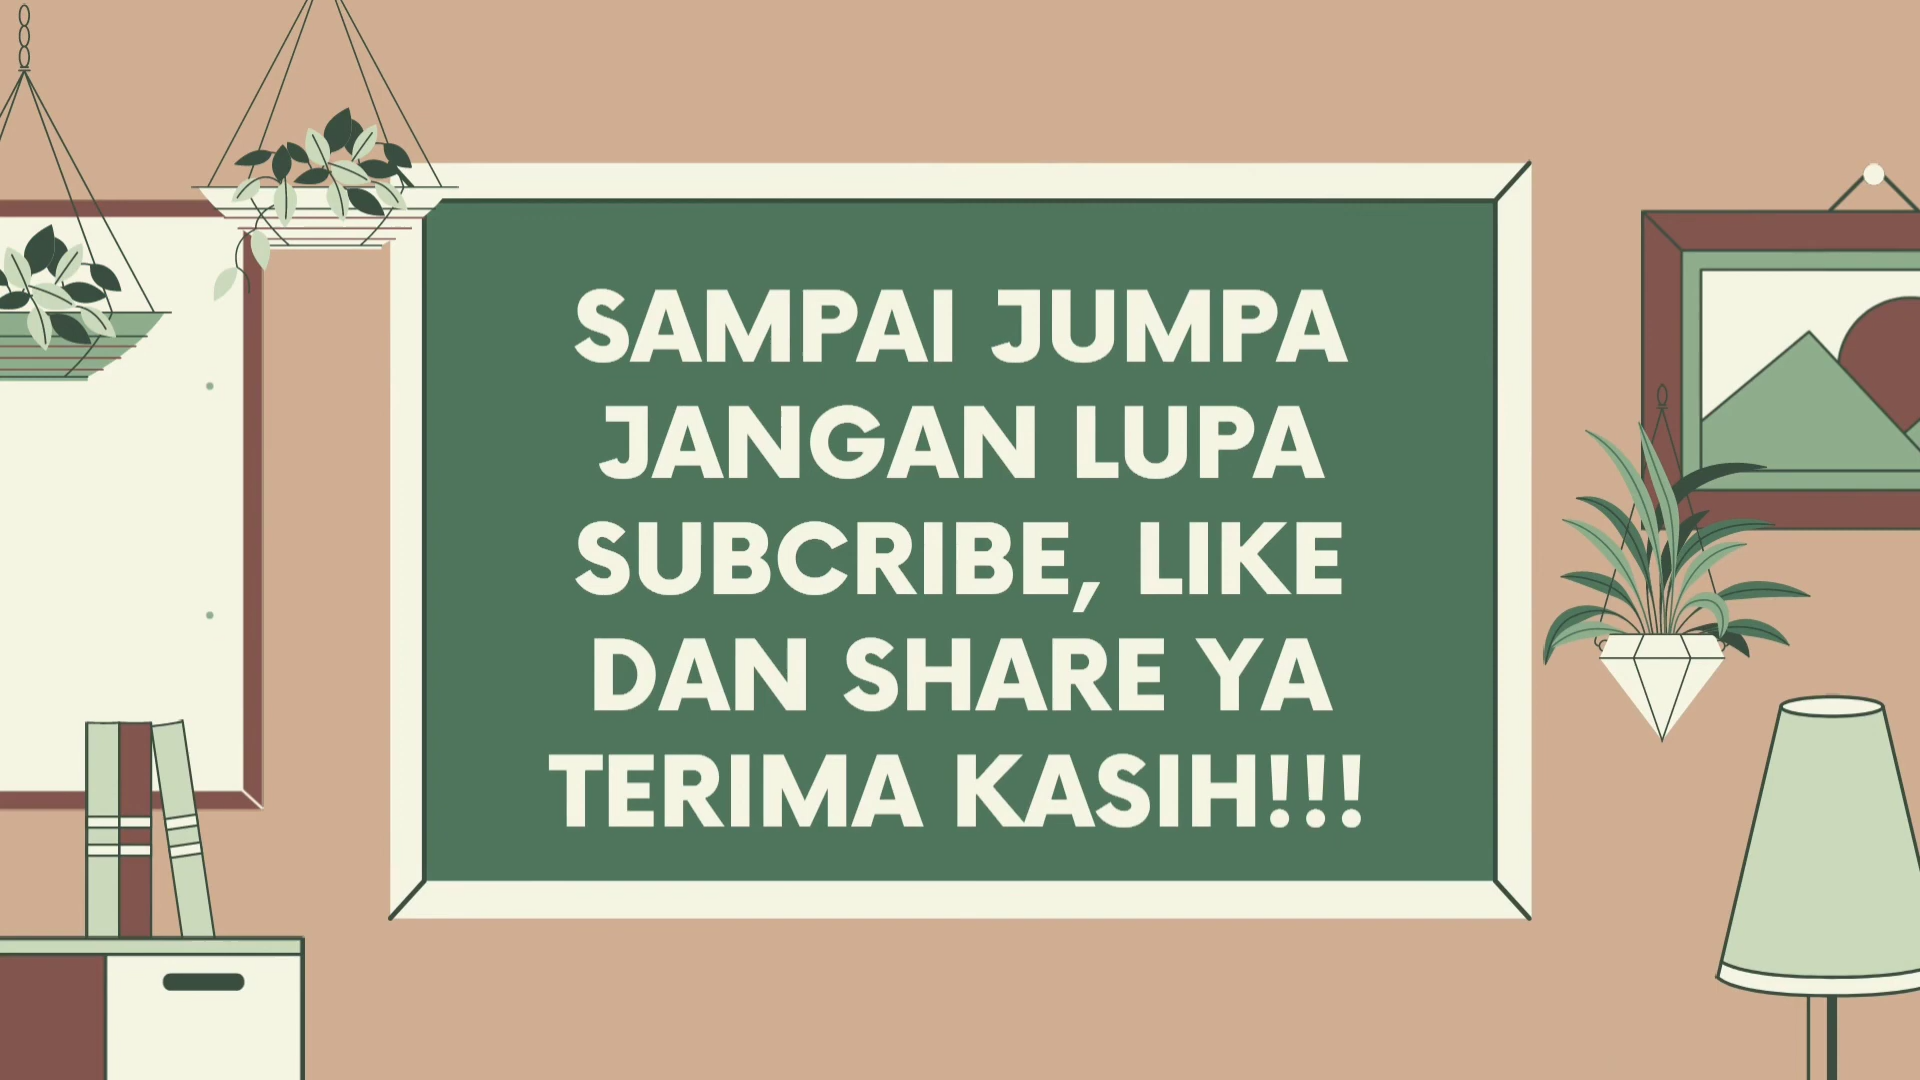 SAMPAI JUMPA
JANGAN LUPA
SUBCRIBE, LIKE
DAN SHARE YA
TERIMA KASIH!!!